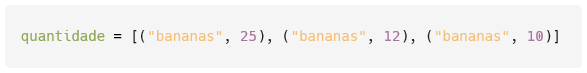 quantidade = [("bananas", 25), ("bananas", 12), ("bananas", 10)]